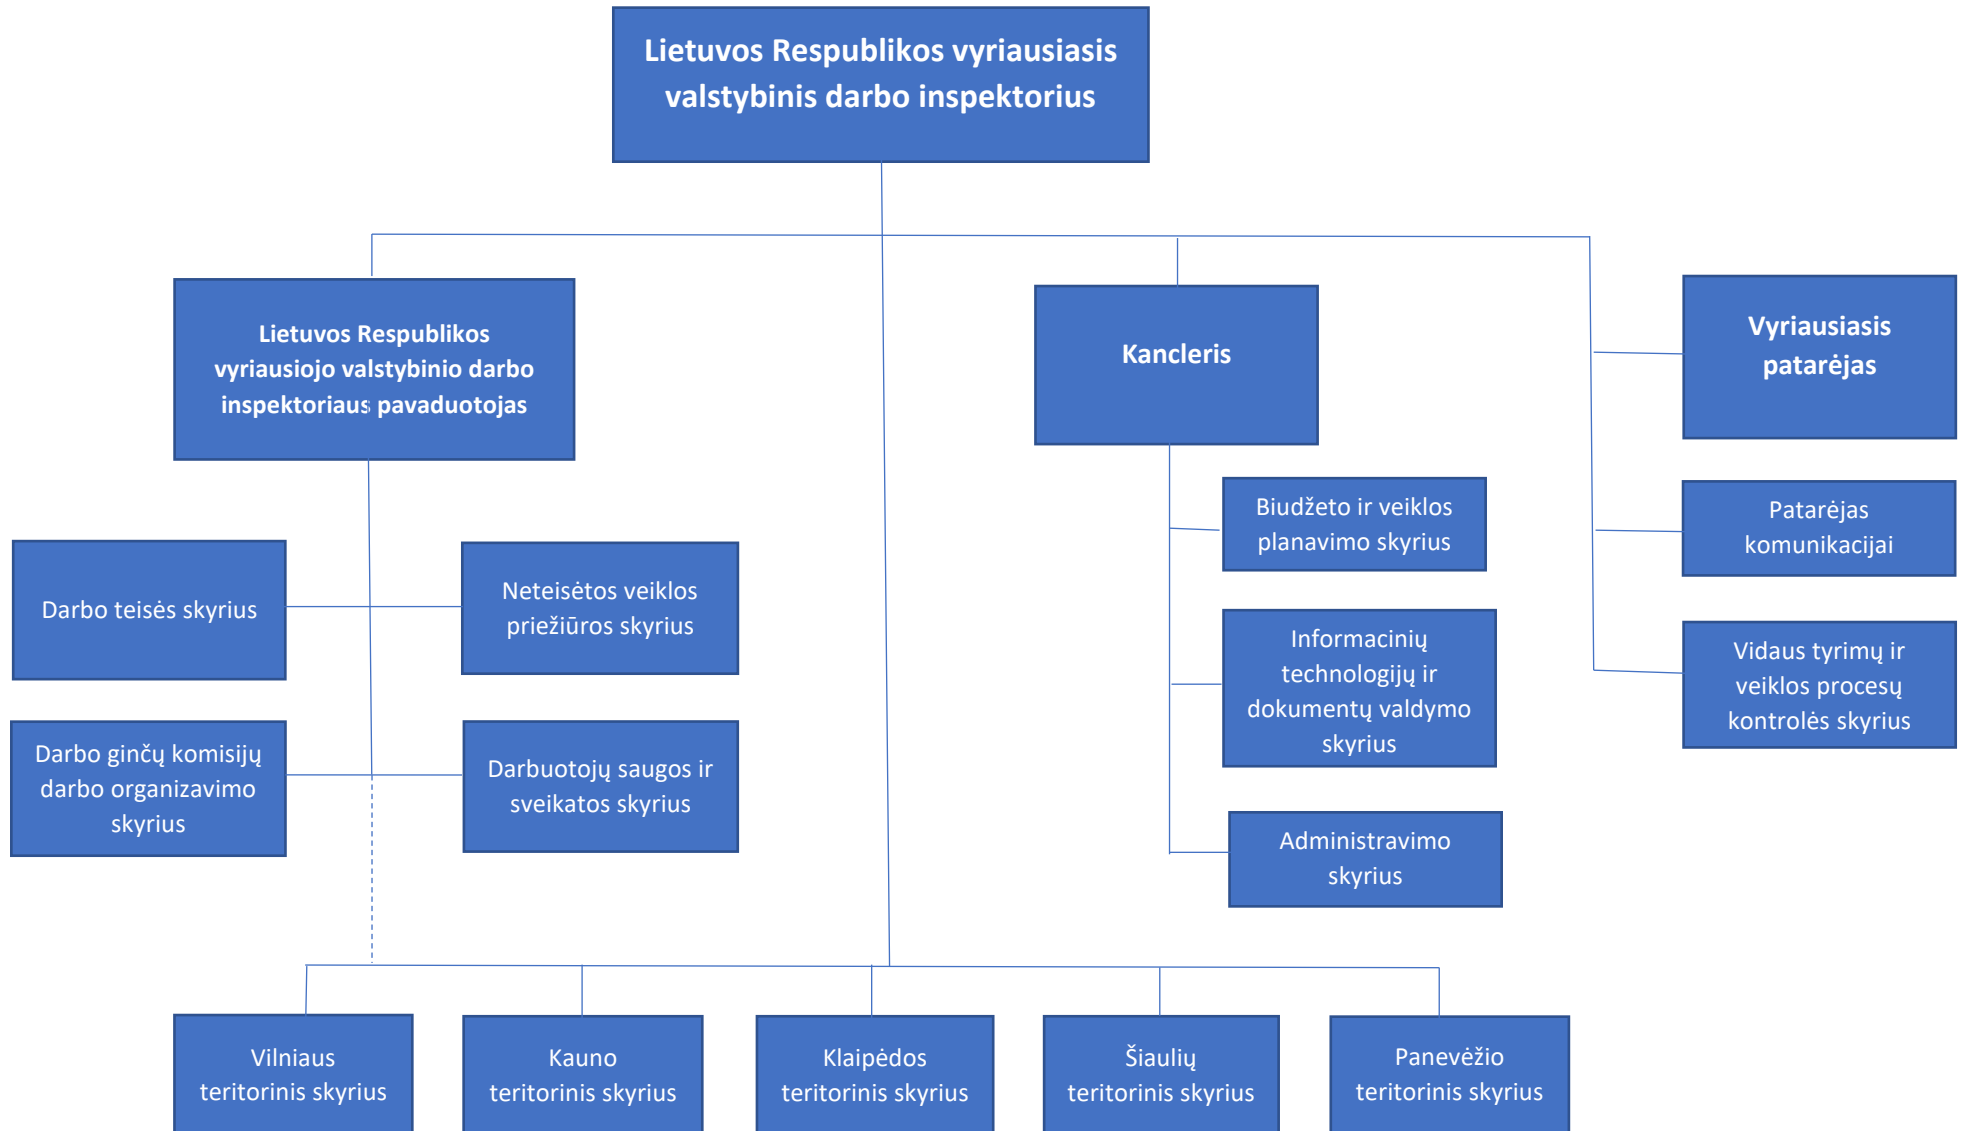 Lietuvos Respublikos vyriausiasis
valstybinis darbo inspektorius
Lietuvos Respublikos
vyriausiojo valstybinio darbo
inspektoriaus pavaduotojas
Kancleris
Vyriausiasis
patarėjas
Biudžeto ir veiklos
planavimo skyrius
Patarėjas
komunikacijai
Darbo teisės skyrius
Neteisėtos veiklos
priežiūros skyrius
Informacinių
technologijų ir
dokumentų valdymo
skyrius
Vidaus tyrimų ir
veiklos procesų
kontrolės skyrius
Darbo ginčų komisijų
darbo organizavimo
skyrius
Darbuotojų saugos ir
sveikatos skyrius
Administravimo
skyrius
Vilniaus
teritorinis skyrius
Kauno
teritorinis skyrius
Klaipėdos
teritorinis skyrius
Šiaulių
teritorinis skyrius
Panevėžio
teritorinis skyrius